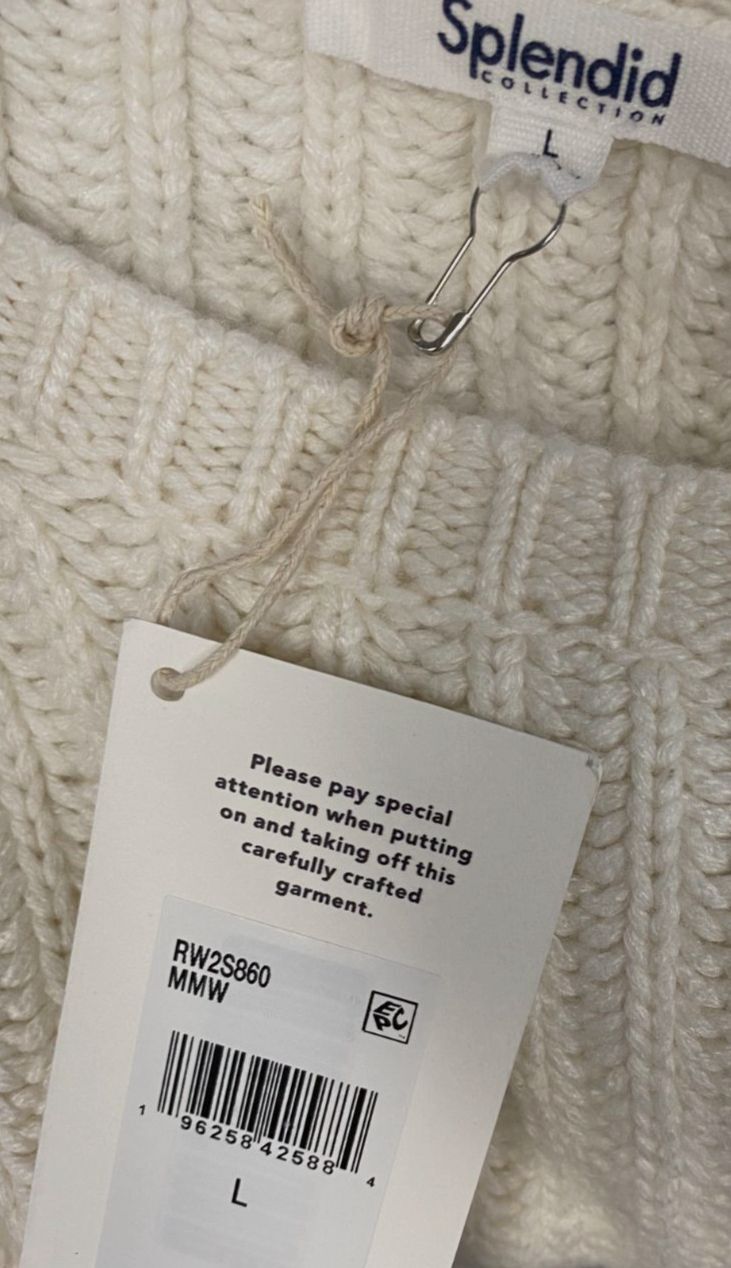 Splendid
COLLECTION
L
Please pay special
attention when putting
on and taking off this
carefully crafted
garment.
RW2S860
MMW
EPC
1 96258 42588 4
L